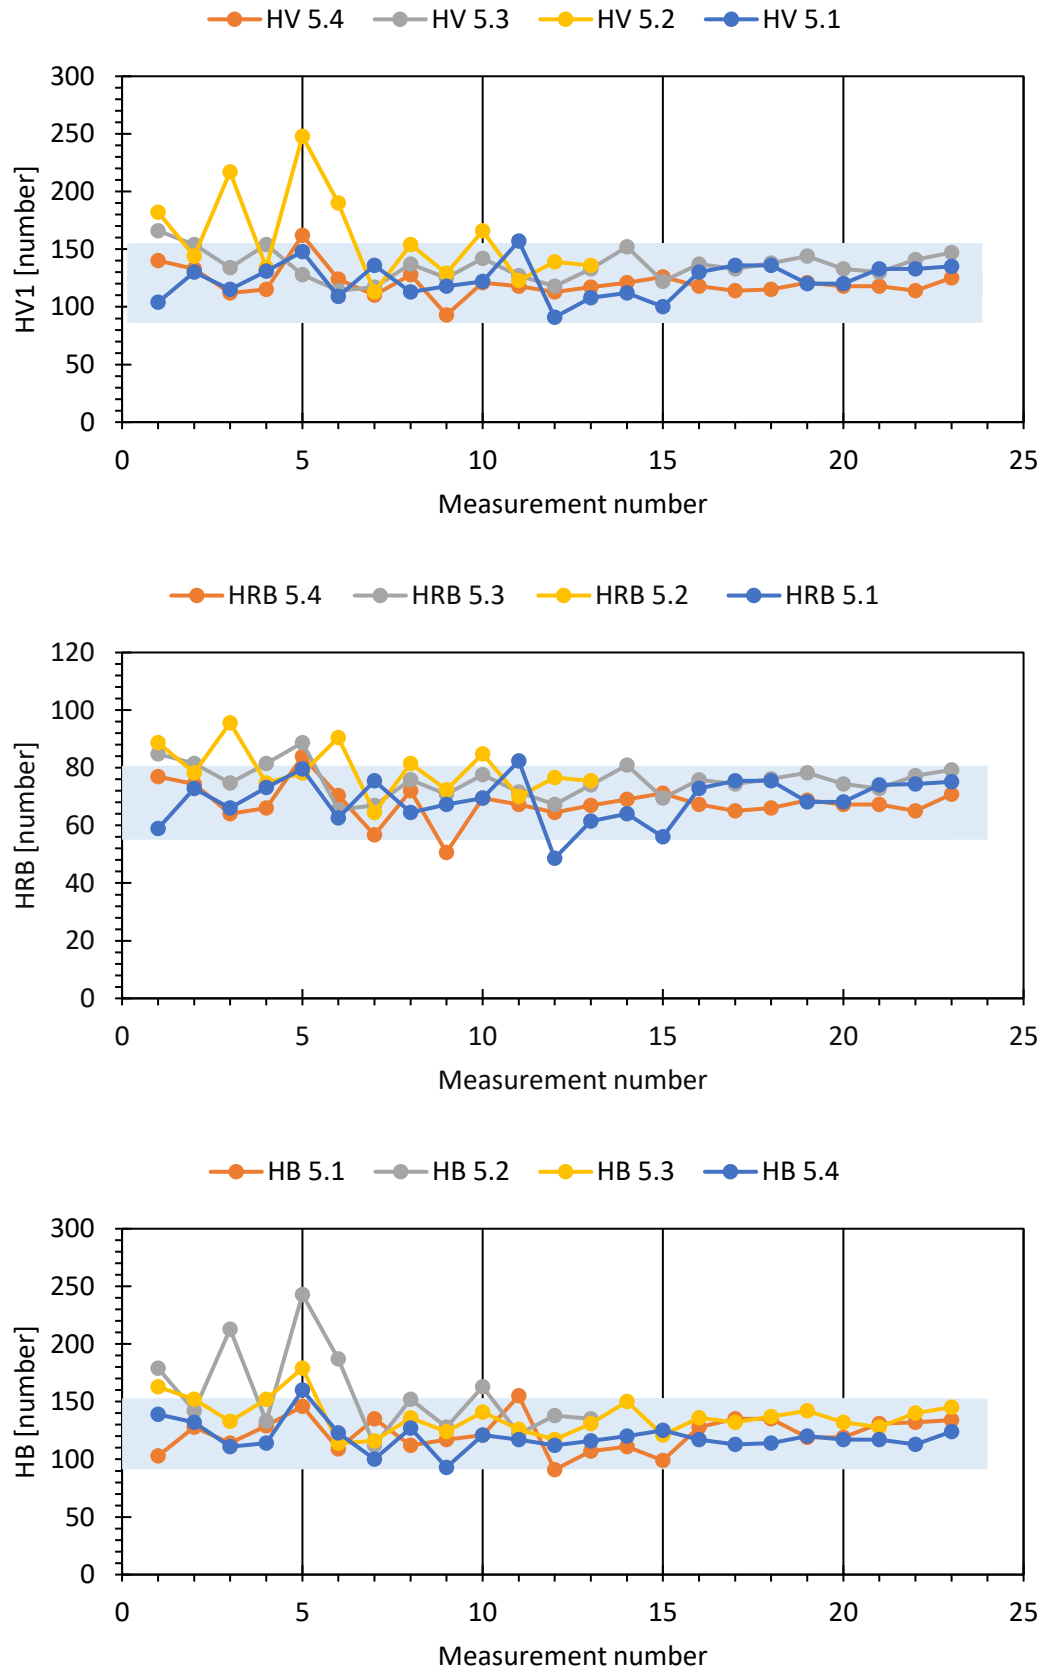 HV 5.4 HV 5.3 HV 5.2 HV 5.1
300
250
200
150
100
50
0
HV1 [number]
0 5 10 15 20 25
Measurement number
HRB 5.4 HRB 5.3 HRB 5.2 HRB 5.1
120
100
80
60
40
20
0
HRB [number]
0 5 10 15 20 25
Measurement number
HB 5.1 HB 5.2 HB 5.3 HB 5.4
300
250
200
150
100
50
0
HB [number]
0 5 10 15 20 25
Measurement number